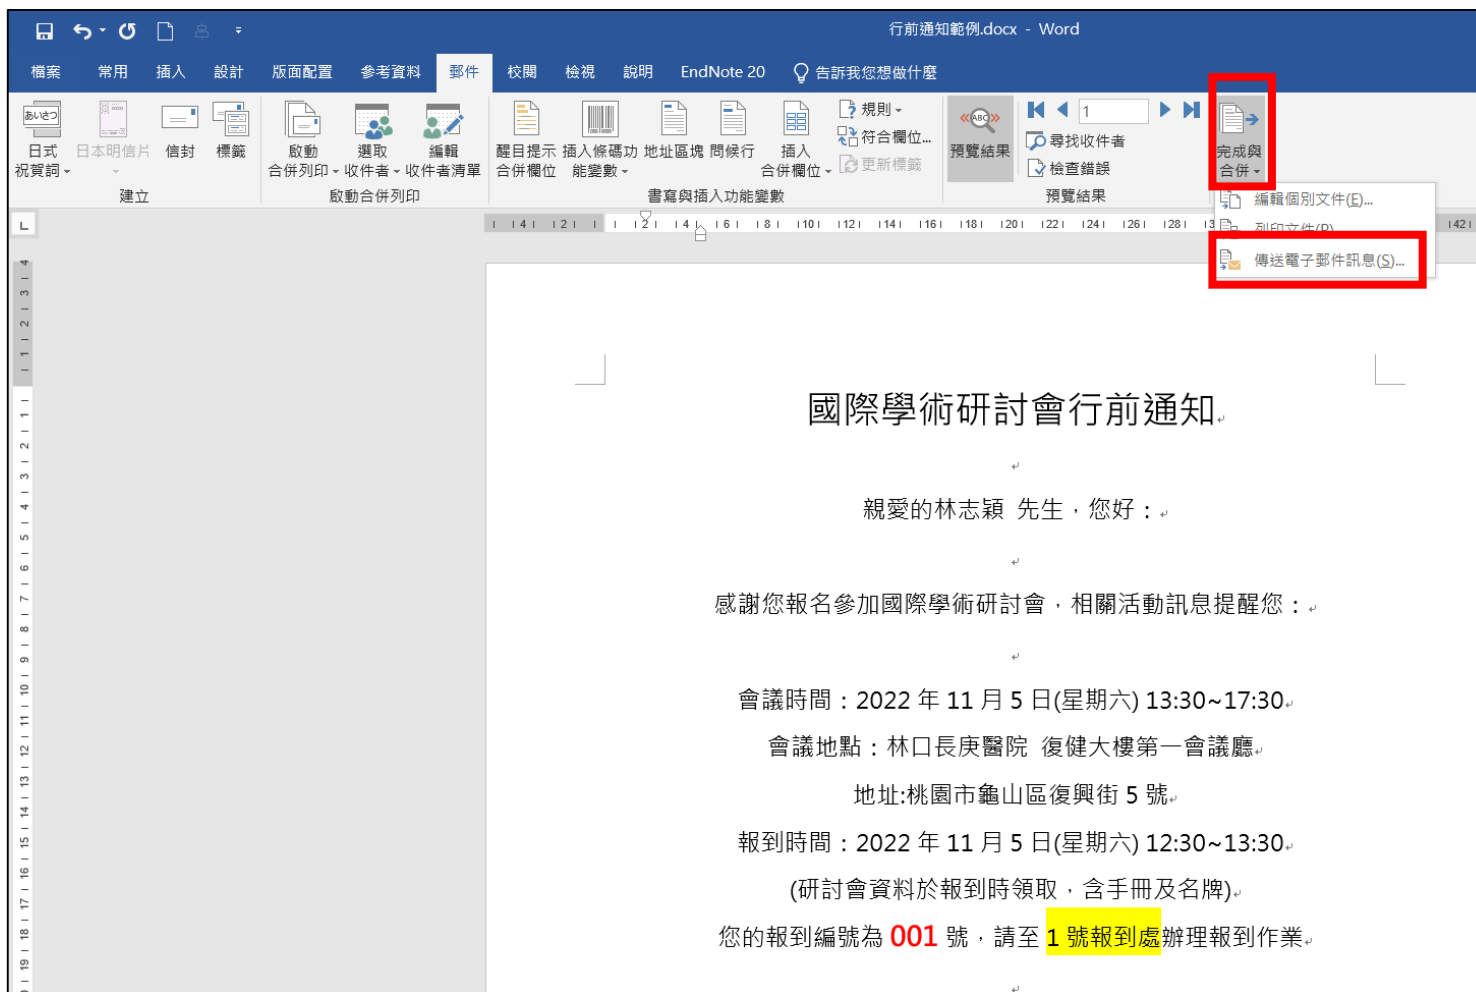 行前通知範例.docx - Word
檔案 常用 插入 設計 版面配置 參考資料 郵件 校閱 檢視 說明 EndNote 20 告訴我您想做什麼
あいさつ
日式祝賀詞
日本明信片
信封
標籤
建立
啟動合併列印
選取收件者
編輯收件者清單
啟動合併列印
醒目提示合併欄位
插入條碼功能變數
地址區塊
問候行
插入合併欄位
規則
符合欄位...
更新標籤
書寫與插入功能變數
ABC
預覽結果
1
尋找收件者
檢查錯誤
預覽結果
完成與合併
編輯個別文件(E)...
列印文件(P)
傳送電子郵件訊息(S)...
國際學術研討會行前通知
親愛的林志穎 先生，您好：
感謝您報名參加國際學術研討會，相關活動訊息提醒您：
會議時間：2022 年 11 月 5 日(星期六) 13:30~17:30
會議地點：林口長庚醫院 復健大樓第一會議廳
地址:桃園市龜山區復興街 5 號
報到時間：2022 年 11 月 5 日(星期六) 12:30~13:30
(研討會資料於報到時領取，含手冊及名牌)
您的報到編號為 001 號，請至 1 號報到處辦理報到作業